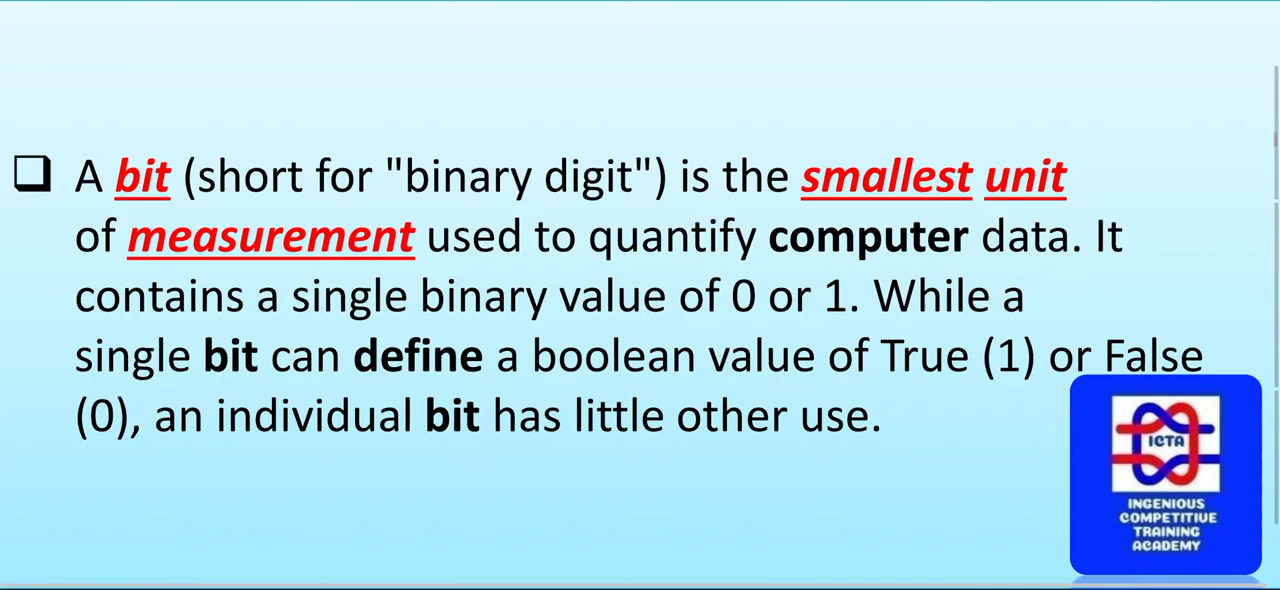 A bit (short for "binary digit") is the smallest unit
of measurement used to quantify computer data. It
contains a single binary value of 0 or 1. While a
single bit can define a boolean value of True (1) or False
(0), an individual bit has little other use.
ICTA
INGENIOUS
COMPETITIVE
TRAINING
ACADEMY